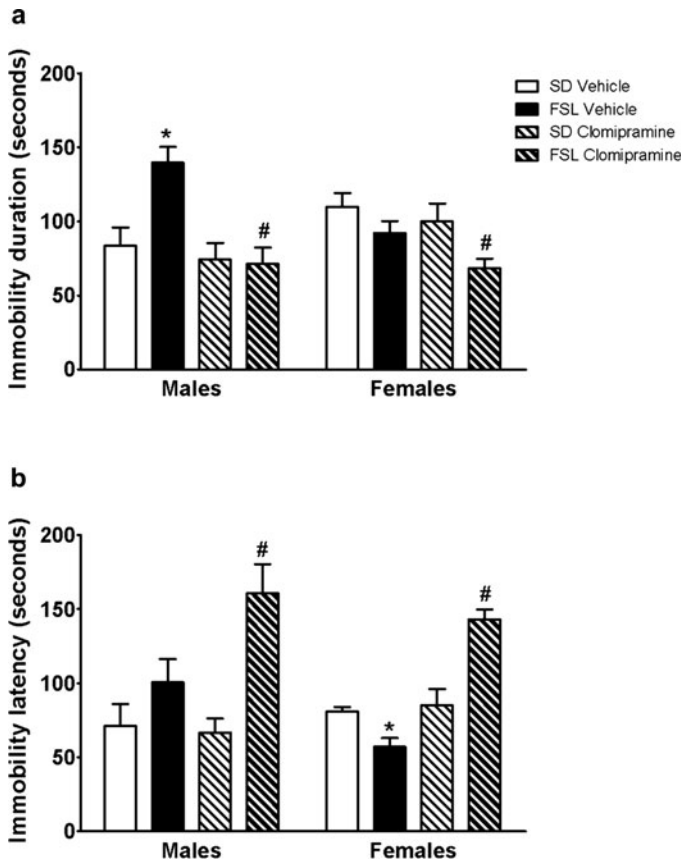 a
Immobility duration (seconds)
200
150
100
50
0
*
#
#
Males
Females
SD Vehicle
FSL Vehicle
SD Clomipramine
FSL Clomipramine
b
Immobility latency (seconds)
200
150
100
50
0
#
*
#
Males
Females